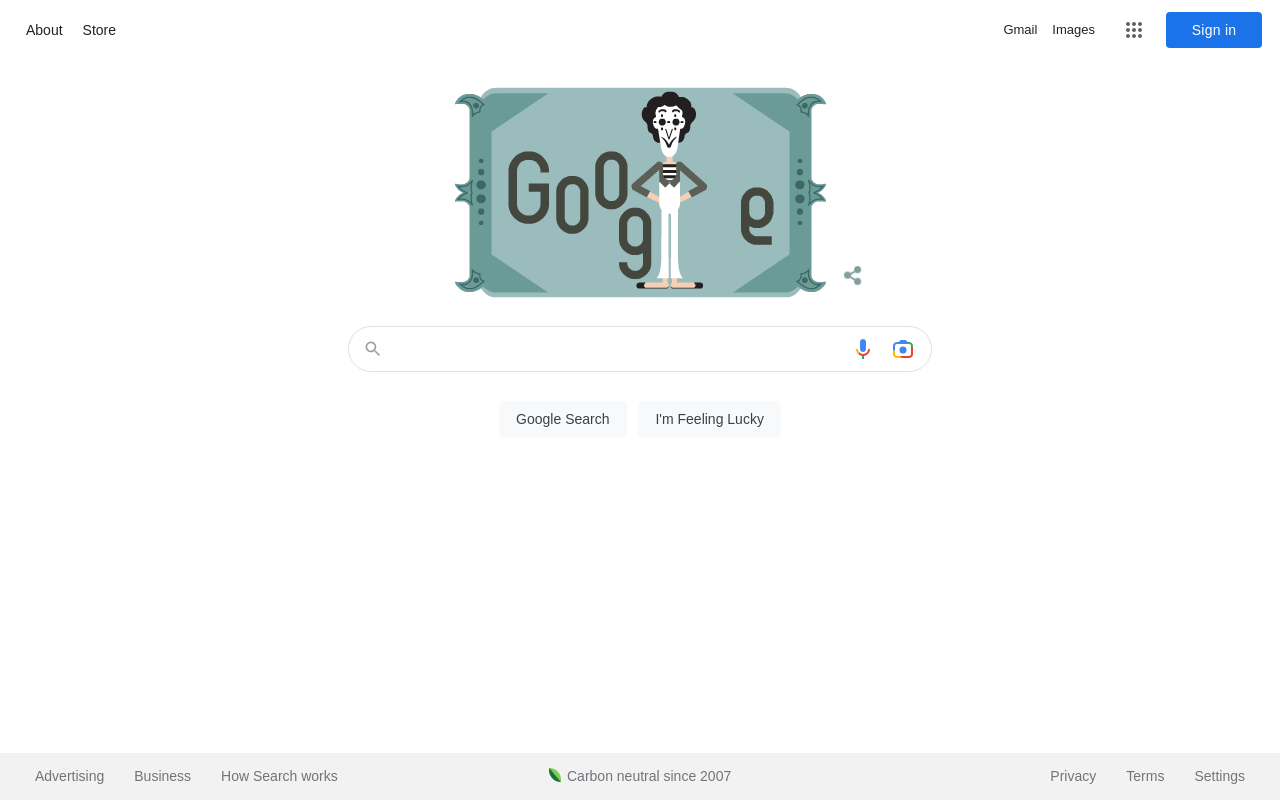 About Store Gmail Images Sign in
Goog e
Google Search I'm Feeling Lucky
Advertising Business How Search works Carbon neutral since 2007 Privacy Terms Settings